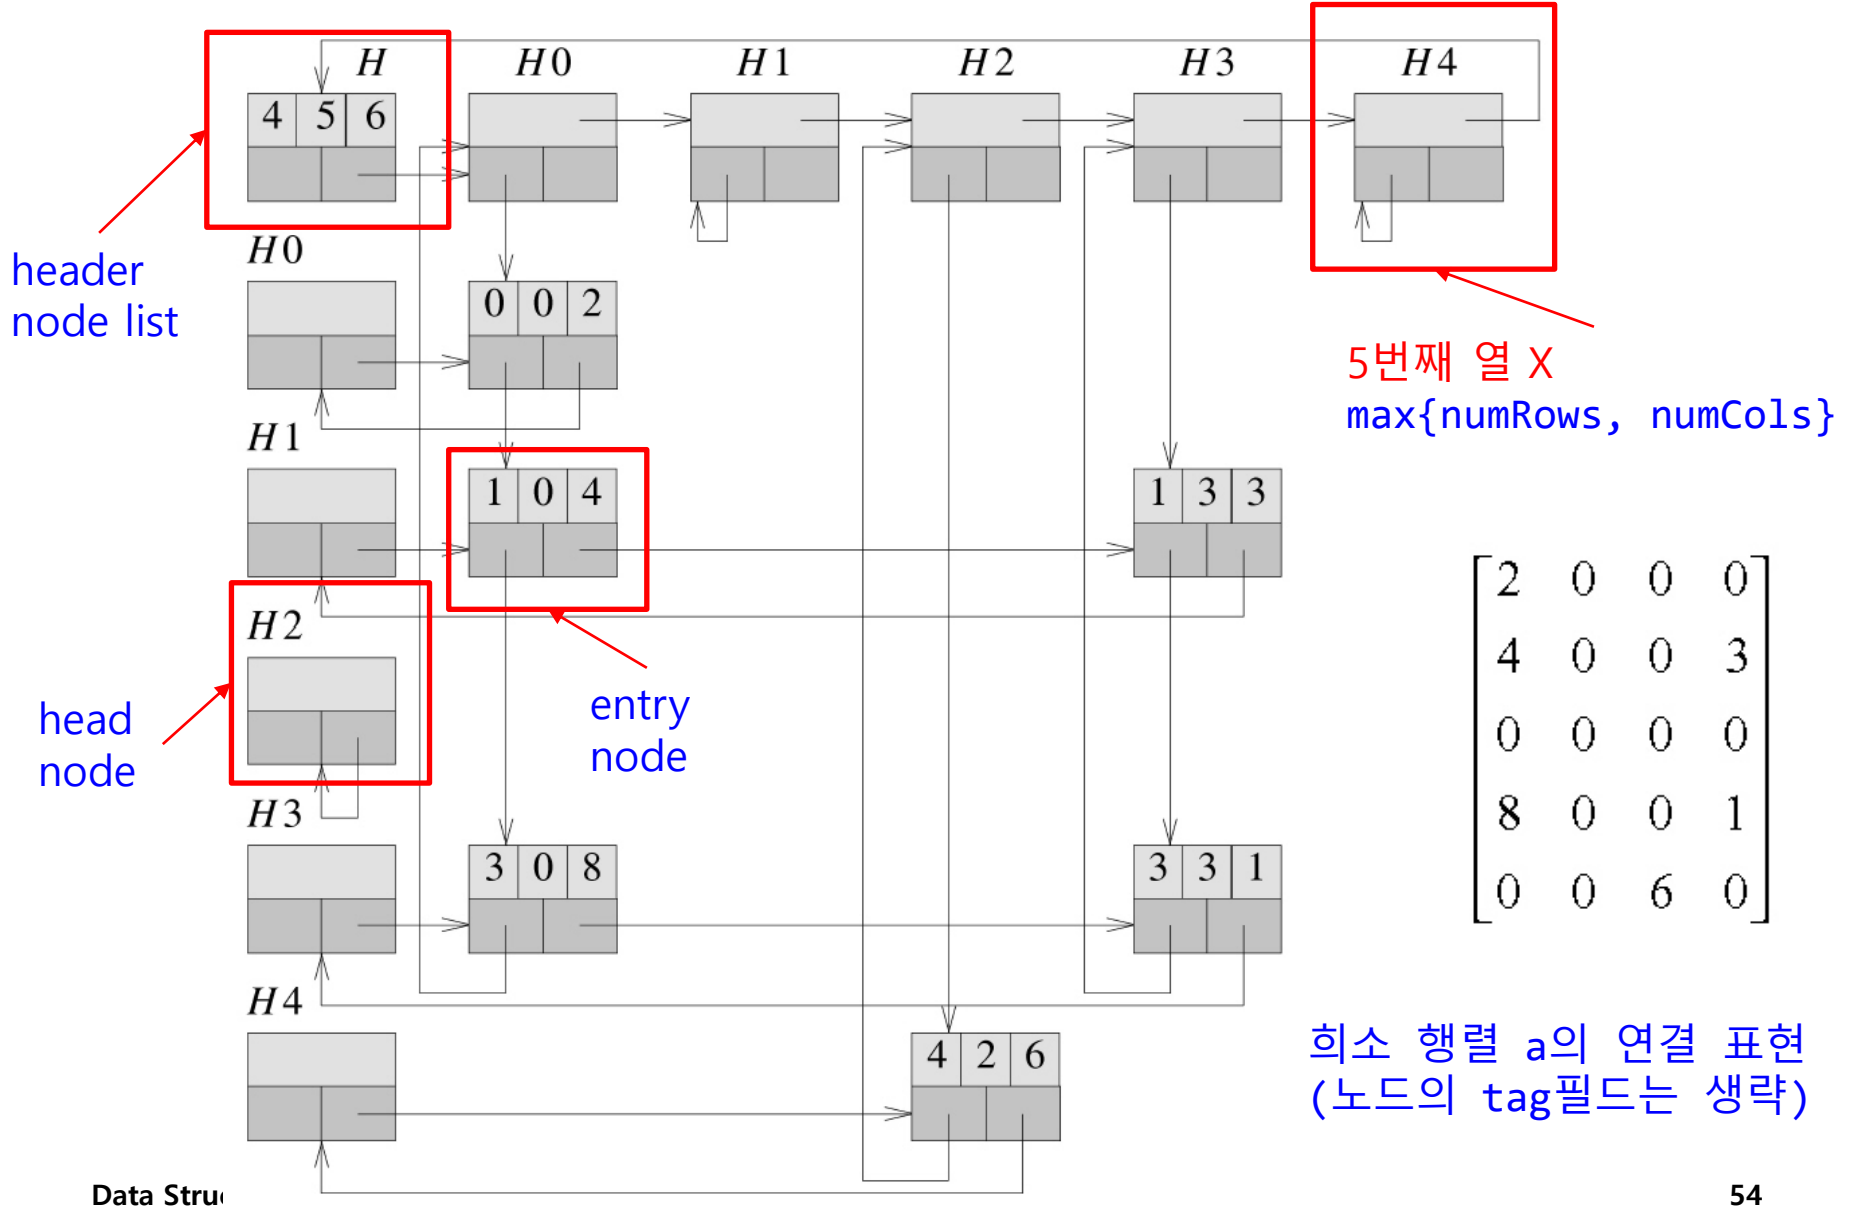 H H0 H1 H2 H3 H4
4 5 6
header
node list
H0
0 0 2
5번째 열 X
max{numRows, numCols}
H1
1 0 4
1 3 3
H2
head
node
entry
node
2 0 0 0
4 0 0 3
0 0 0 0
8 0 0 1
0 0 6 0
H3
3 0 8
3 3 1
H4
4 2 6
희소 행렬 a의 연결 표현
(노드의 tag필드는 생략)
Data Stru
54